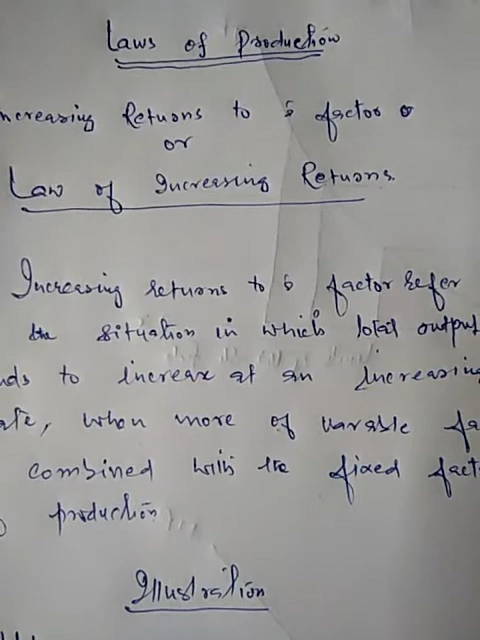 Laws of Production
ncreasing Returns to a factor
or
Law of Increasing Returns.
Increasing returns to a factor refer
the situation in which total output
nds to increase at an increasing
ate, when more of varable fa
combined with the fixed fact
production
Illustration